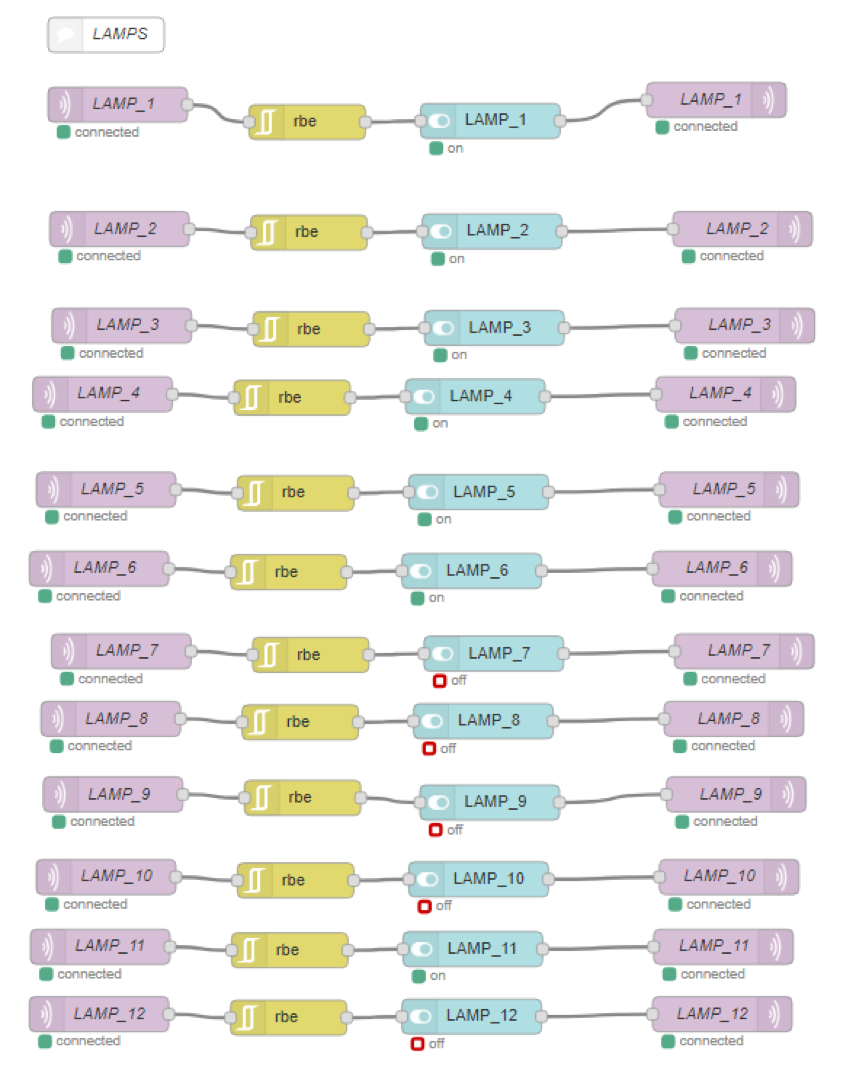 LAMPS
LAMP_1 rbe LAMP_1 LAMP_1
connected on connected
LAMP_2 rbe LAMP_2 LAMP_2
connected on connected
LAMP_3 rbe LAMP_3 LAMP_3
connected on connected
LAMP_4 rbe LAMP_4 LAMP_4
connected on connected
LAMP_5 rbe LAMP_5 LAMP_5
connected on connected
LAMP_6 rbe LAMP_6 LAMP_6
connected on connected
LAMP_7 rbe LAMP_7 LAMP_7
connected off connected
LAMP_8 rbe LAMP_8 LAMP_8
connected off connected
LAMP_9 rbe LAMP_9 LAMP_9
connected off connected
LAMP_10 rbe LAMP_10 LAMP_10
connected off connected
LAMP_11 rbe LAMP_11 LAMP_11
connected on connected
LAMP_12 rbe LAMP_12 LAMP_12
connected off connected